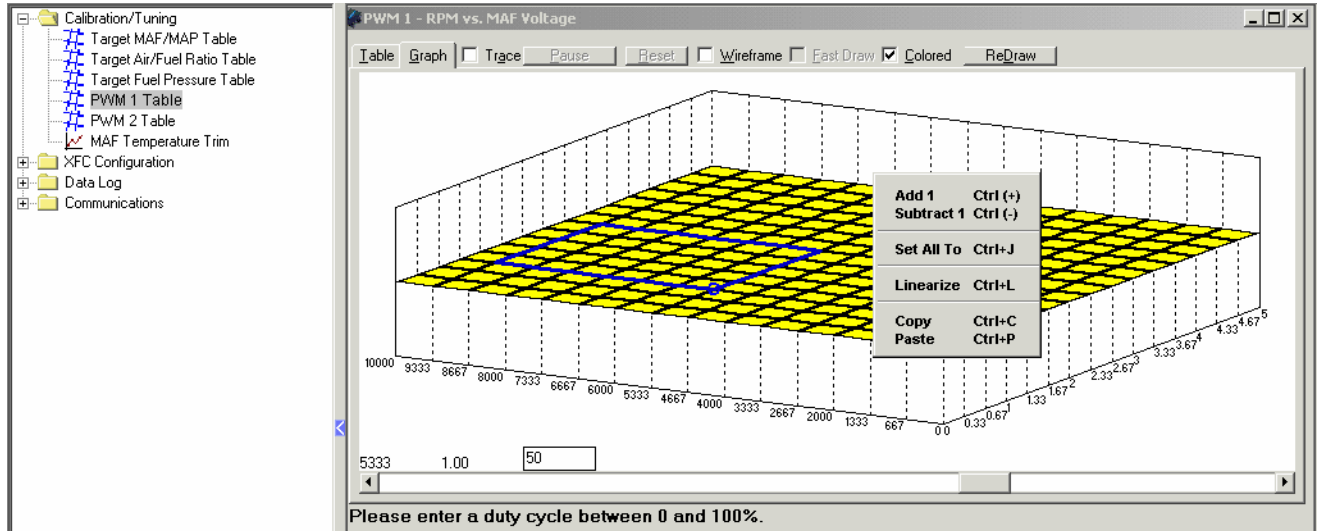 Calibration/Tuning
Target MAF/MAP Table
Target Air/Fuel Ratio Table
Target Fuel Pressure Table
PWM 1 Table
PWM 2 Table
MAF Temperature Trim
XFC Configuration
Data Log
Communications
PWM 1 - RPM vs. MAF Voltage
Table Graph Trace Pause Reset Wireframe Fast Draw Colored ReDraw
Add 1 Ctrl (+)
Subtract 1 Ctrl (-)
Set All To Ctrl+J
Linearize Ctrl+L
Copy Ctrl+C
Paste Ctrl+P
10000 9333 8667 8000 7333 6667 6000 5333 4667 4000 3333 2667 2000 1333 667 0
0 0.33 0.67 1 1.33 1.67 2 2.33 2.67 3 3.33 3.67 4 4.33 4.67 5
5333 1.00 50
Please enter a duty cycle between 0 and 100%.